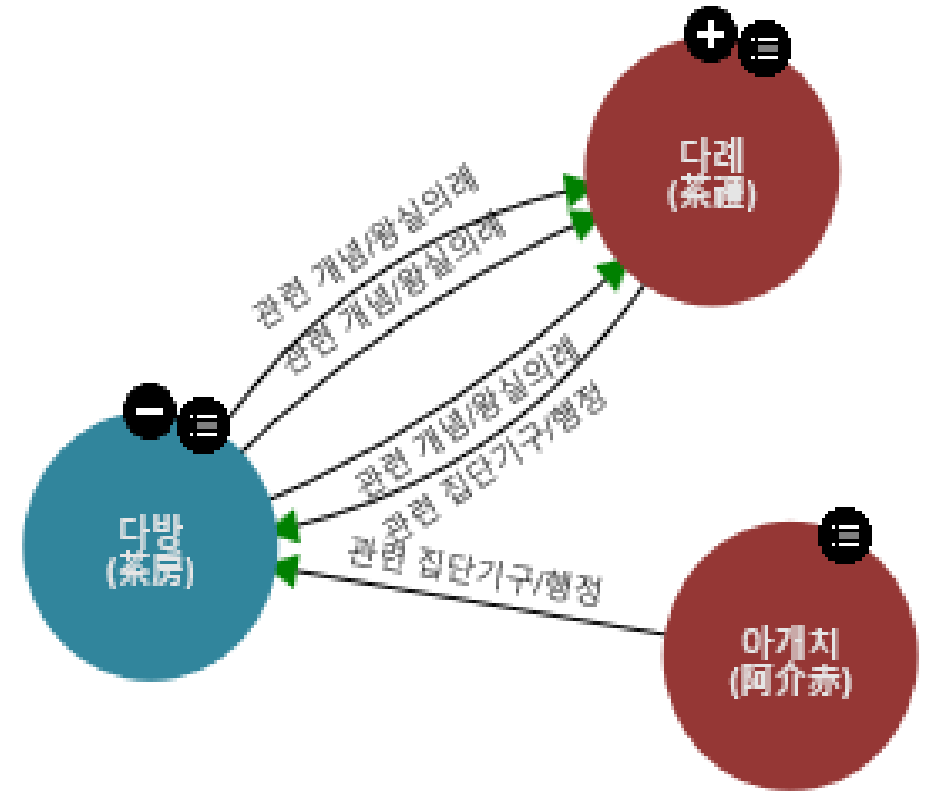 다례
(茶禮)
관련 개념/왕실의례
관련 개념/왕실의례
관련 개념/왕실의례
관련 집단기구/행정
관련 집단기구/행정
다방
(茶房)
아개치
(阿介赤)